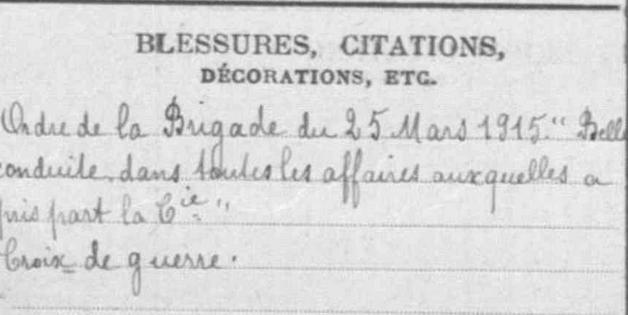 BLESSURES, CITATIONS,
DÉCORATIONS, ETC.
Ordre de la Brigade du 25 Mars 1915. "Belle
conduite dans toutes les affaires auxquelles a
pris part la Cie"
Croix de guerre.